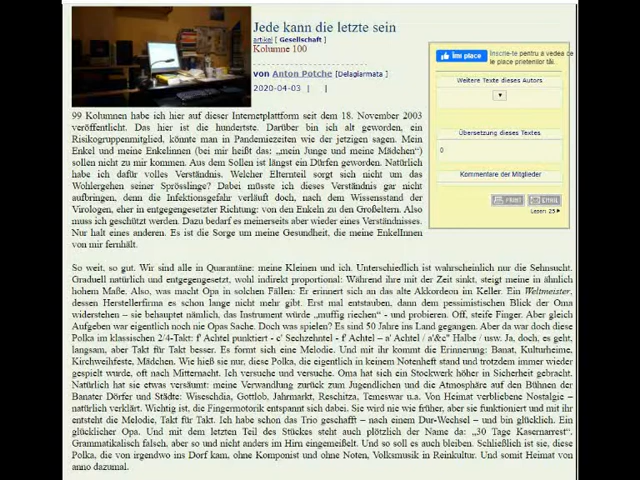 Jede kann die letzte sein
artikel [ Gesellschaft ]
Kolumne 100
von Anton Potche [Delagiarmata ]
2020-04-03 | |
Îmi place
Înscrie-te pentru a vedea ce
le place prietenilor tăi.
Weitere Texte dieses Autors
Übersetzung des Textes
0
Kommentare der Mitglieder
PRINT EMAIL
Lesen: 25
99 Kolumnen habe ich hier auf dieser Internetplattform seit dem 18. November 2003
veröffentlicht. Das hier ist die hundertste. Darüber bin ich alt geworden, ein
Risikogruppenmitglied, könnte man in Pandemiezeiten wie der jetzigen sagen. Mein
Enkel und meine Enkelinnen (bei mir heißt das: „mein Junge und meine Mädchen“)
sollen nicht zu mir kommen. Aus dem Sollen ist längst ein Dürfen geworden. Natürlich
habe ich dafür volles Verständnis. Welcher Elternteil sorgt sich nicht um das
Wohlergehen seiner Sprösslinge? Dabei müsste ich dieses Verständnis gar nicht
aufbringen, denn die Infektionsgefahr verläuft doch, nach dem Wissensstand der
Virologen, eher in entgegengesetzter Richtung: von den Enkeln zu den Großeltern. Also
muss ich geschützt werden. Dazu bedarf es meinerseits aber wieder eines Verständnisses.
Nur halt eines anderen. Es ist die Sorge um meine Gesundheit, die meine EnkelInnen
von mir fernhält.
So weit, so gut. Wir sind alle in Quarantäne: meine Kleinen und ich. Unterschiedlich ist wahrscheinlich nur die Sehnsucht.
Graduell natürlich und entgegengesetzt, wohl indirekt proportional: Während ihre mit der Zeit sinkt, steigt meine in ähnlich
hohem Maße. Also, was macht Opa in solchen Fällen: Er erinnert sich an das alte Akkordeon im Keller. Ein Weltmeister,
dessen Herstellerfirma es schon lange nicht mehr gibt. Erst mal entstauben, dann dem pessimistischen Blick der Oma
widerstehen – sie behauptet nämlich, das Instrument würde „muffig riechen“ - und probieren. Off, steife Finger. Aber gleich
Aufgeben war eigentlich noch nie Opas Sache. Doch was spielen? Es sind 50 Jahre ins Land gegangen. Aber da war doch diese
Polka im klassischen 2/4-Takt: f' Achtel punktiert - c' Sechzehntel - f' Achtel – a' Achtel / a'&c'' Halbe / usw. Ja, doch, es geht,
langsam, aber Takt für Takt besser. Es formt sich eine Melodie. Und mit ihr kommt die Erinnerung: Banat, Kulturheime,
Kirchweihfeste, Mädchen. Wie hieß sie nur, diese Polka, die eigentlich in keinem Notenheft stand und trotzdem immer wieder
gespielt wurde, oft nach Mitternacht. Ich versuche und versuche. Oma hat sich ein Stockwerk höher in Sicherheit gebracht.
Natürlich hat sie etwas versäumt: meine Verwandlung zurück zum Jugendlichen und die Atmosphäre auf den Bühnen der
Banater Dörfer und Städte: Wiseschdia, Gottlob, Jahrmarkt, Reschitza, Temeswar u.a. Von Heimat verbliebene Nostalgie –
natürlich verklärt. Wichtig ist, die Fingermotorik entspannt sich dabei. Sie wird nie wie früher, aber sie funktioniert und mit ihr
entsteht die Melodie, Takt für Takt. Ich habe schon das Trio geschafft – nach einem Dur-Wechsel – und bin glücklich. Ein
glücklicher Opa. Und mit dem letzten Teil des Stückes steht auch plötzlich der Name da: „30 Tage Kasernarrest“.
Grammatikalisch falsch, aber so und nicht anders im Hirn eingemeißelt. Und so soll es auch bleiben. Schließlich ist sie, diese
Polka, die von irgendwo ins Dorf kam, ohne Komponist und ohne Noten, Volksmusik in Reinkultur. Und somit Heimat von
anno dazumal.